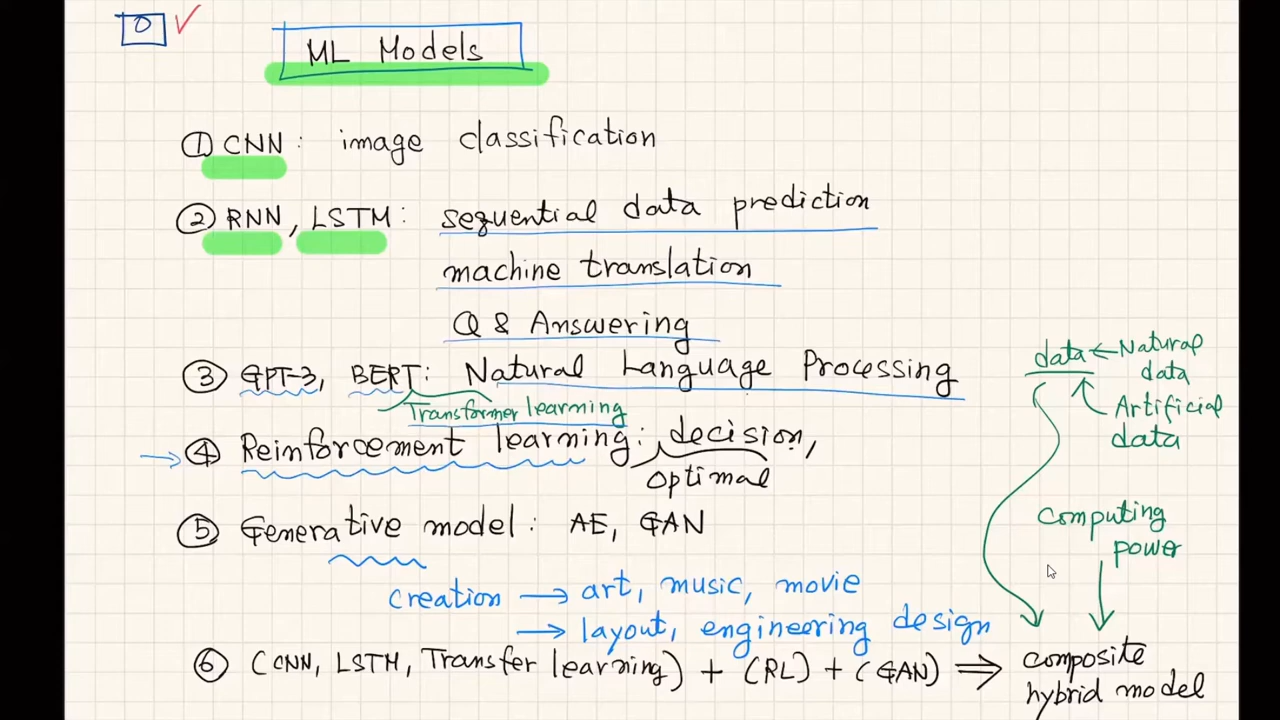 0 ✓
ML Models
① CNN: image classification
② RNN, LSTM: sequential data prediction
machine translation
Q & Answering
③ GPT-3, BERT: Natural Language Processing
Transformer learning
④ Reinforcement learning: decision,
optimal
⑤ Generative model: AE, GAN
creation → art, music, movie
→ layout, engineering design
⑥ (CNN, LSTM, Transfer learning) + (RL) + (GAN) ⇒ composite
hybrid model
data ← Natural
data
Artificial
data
computing
power